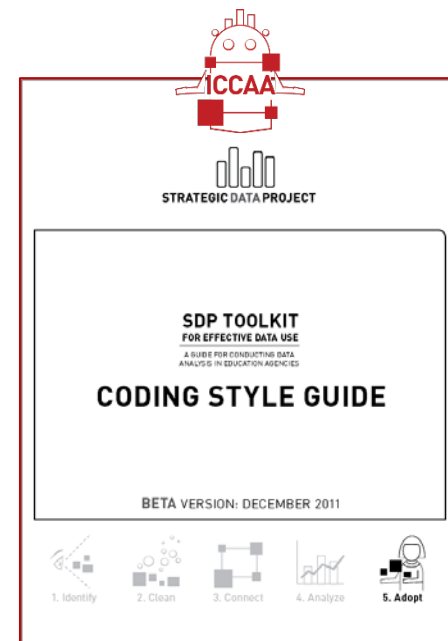 ICCAA
STRATEGIC DATA PROJECT
SDP TOOLKIT
FOR EFFECTIVE DATA USE
A GUIDE FOR CONDUCTING DATA
ANALYSIS IN EDUCATION AGENCIES
CODING STYLE GUIDE
BETA VERSION: DECEMBER 2011
1. Identify 2. Clean 3. Connect 4. Analyze 5. Adopt